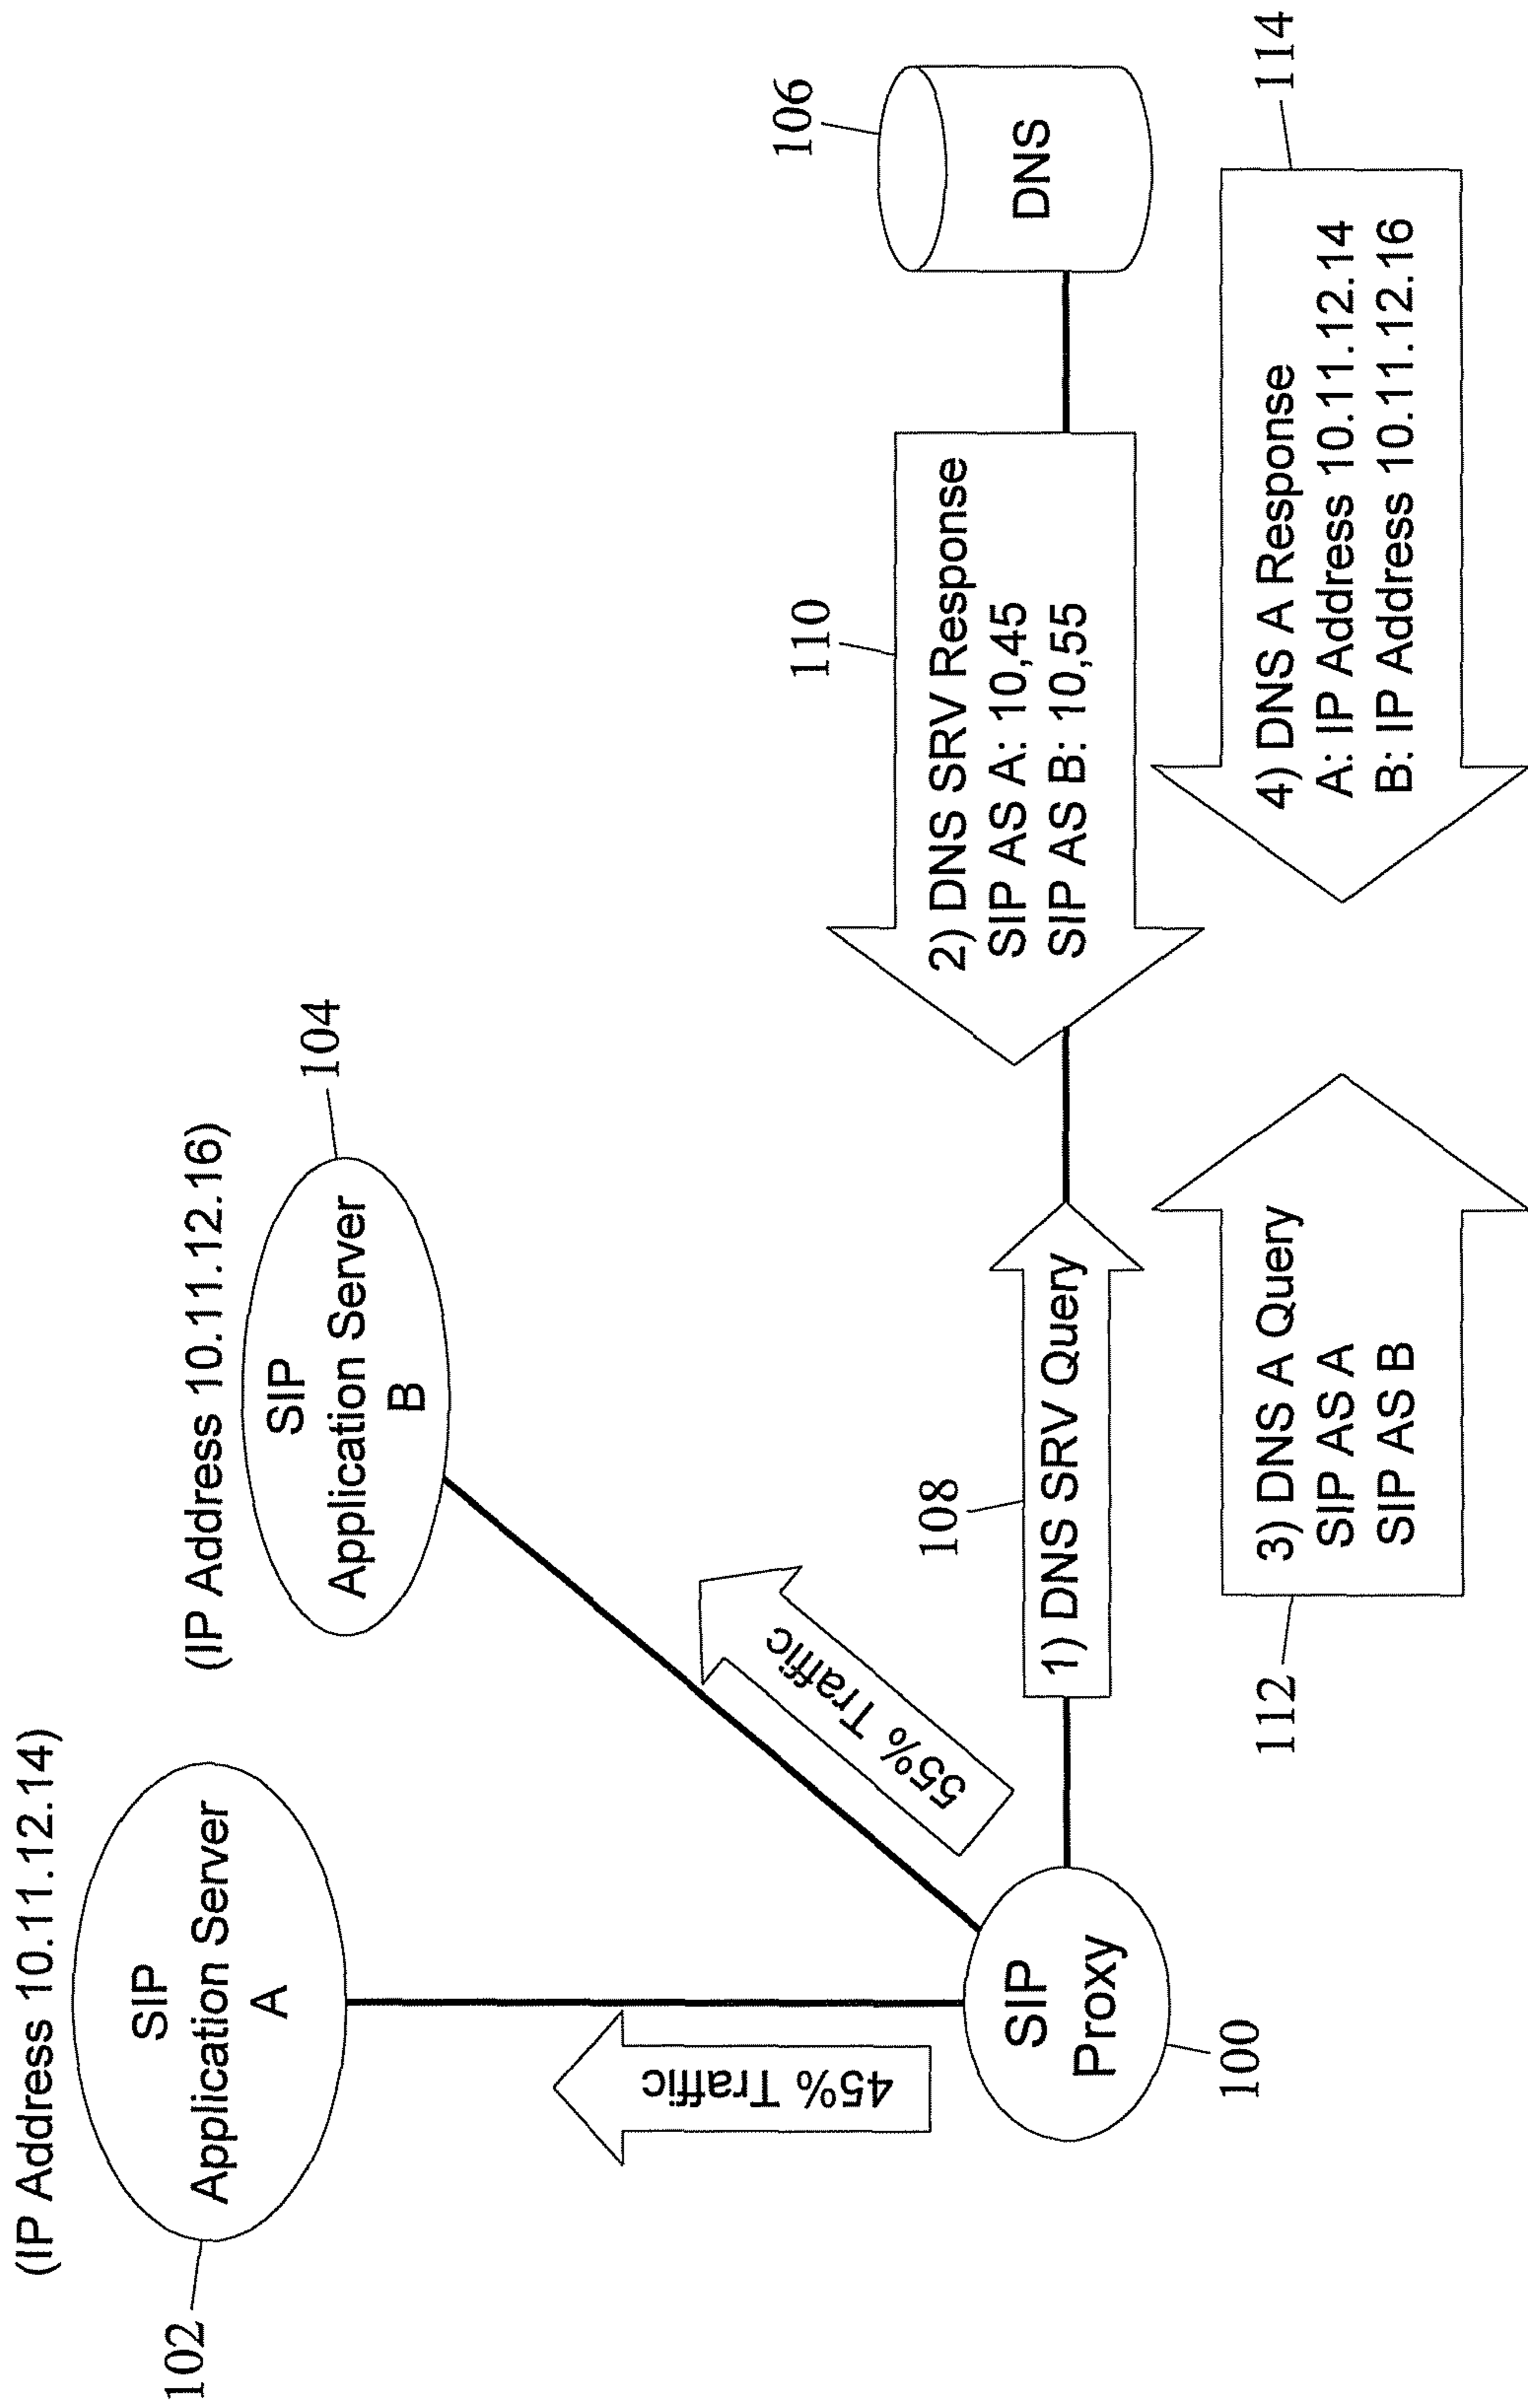 (IP Address 10.11.12.14)
102
SIP
Application Server
A
(IP Address 10.11.12.16)
104
SIP
Application Server
B
45% Traffic
55% Traffic
SIP
Proxy
100
108
1) DNS SRV Query
110
2) DNS SRV Response
SIP AS A: 10,45
SIP AS B: 10,55
106
DNS
112
3) DNS A Query
SIP AS A
SIP AS B
114
4) DNS A Response
A: IP Address 10.11.12.14
B: IP Address 10.11.12.16